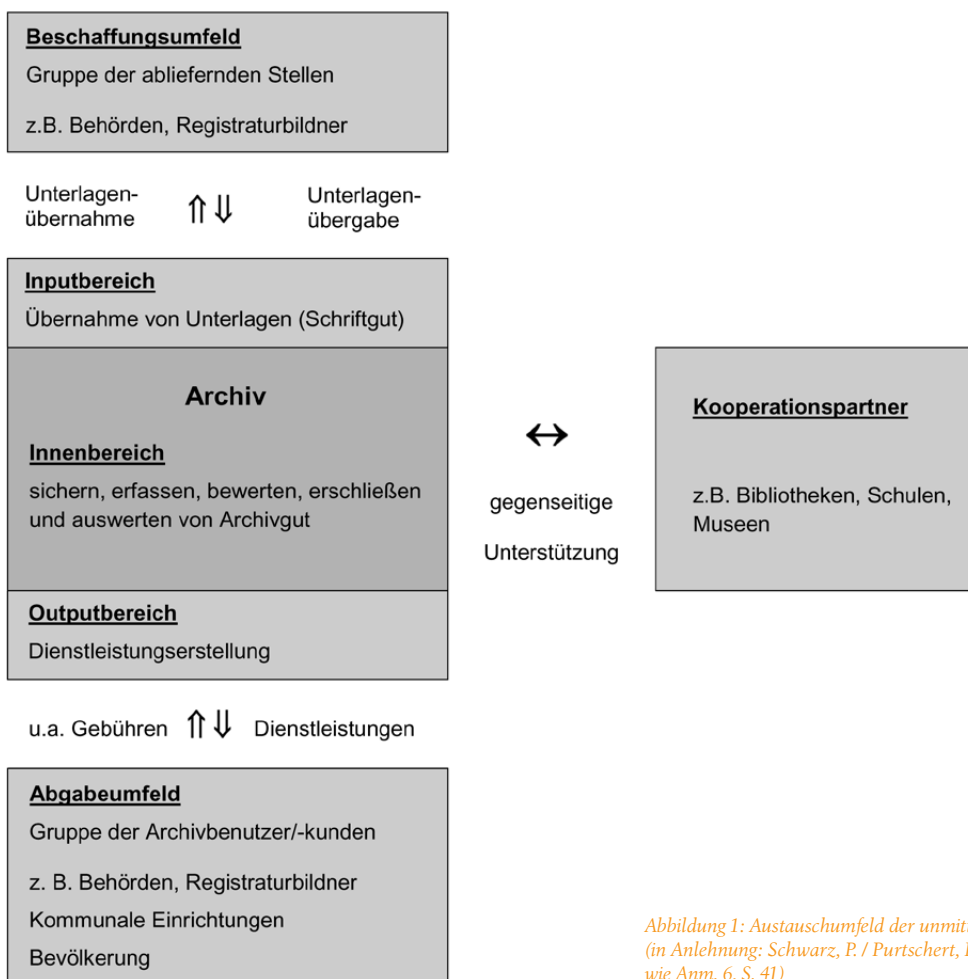 Beschaffungsumfeld
Gruppe der abliefernden Stellen
z.B. Behörden, Registraturbildner
Unterlagen-
übernahme
⇑⇓
Unterlagen-
übergabe
Inputbereich
Übernahme von Unterlagen (Schriftgut)
Archiv
Innenbereich
sichern, erfassen, bewerten, erschließen
und auswerten von Archivgut
↔
gegenseitige
Unterstützung
Kooperationspartner
z.B. Bibliotheken, Schulen,
Museen
Outputbereich
Dienstleistungserstellung
u.a. Gebühren ⇑⇓ Dienstleistungen
Abgabeumfeld
Gruppe der Archivbenutzer/-kunden
z. B. Behörden, Registraturbildner
Kommunale Einrichtungen
Bevölkerung
Abbildung 1: Austauschumfeld der
(in Anlehnung: Schwarz, P. / Purtschert,
wie Anm. 6, S. 41)